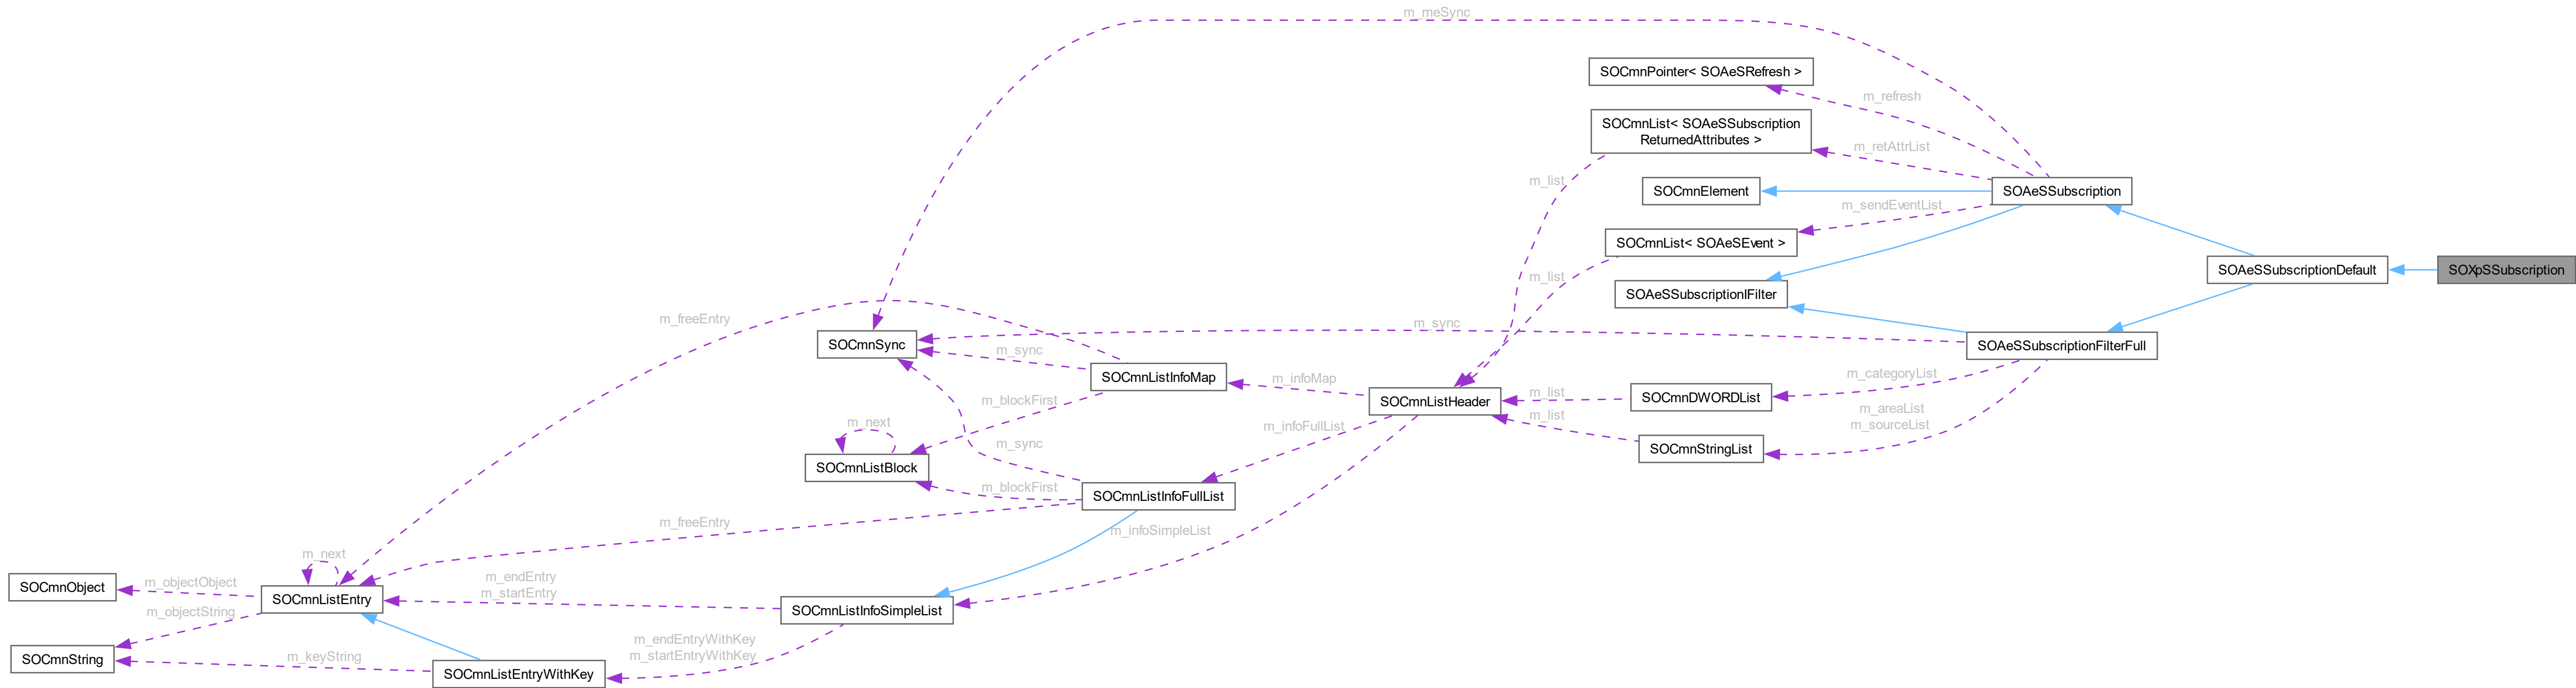 m_meSync
SOCmnPointer< SOAeSRefresh >
m_refresh
SOCmnList< SOAeSSubscription
ReturnedAttributes >
m_retAttrList
m_list
SOCmnElement
SOAeSSubscription
m_sendEventList
SOCmnList< SOAeSEvent >
SOAeSSubscriptionDefault
SOXpSSubscription
m_list
SOAeSSubscriptionIFilter
m_freeEntry
m_sync
SOCmnSync
m_sync
SOAeSSubscriptionFilterFull
SOCmnListInfoMap
m_infoMap
m_categoryList
m_blockFirst
SOCmnListHeader
m_list
SOCmnDWORDList
m_areaList
m_sourceList
m_next
m_infoFullList
m_list
m_sync
SOCmnStringList
SOCmnListBlock
m_blockFirst
SOCmnListInfoFullList
m_freeEntry
m_infoSimpleList
m_next
SOCmnObject
m_objectObject
m_endEntry
m_startEntry
SOCmnListEntry
m_objectString
SOCmnListInfoSimpleList
m_endEntryWithKey
m_startEntryWithKey
SOCmnString
m_keyString
SOCmnListEntryWithKey